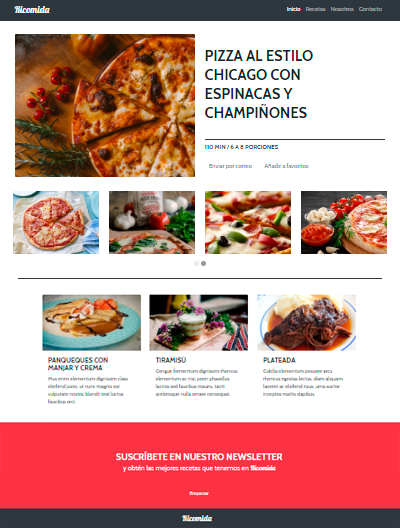 Ricomida
Inicio Recetas Nosotros Contacto
PIZZA AL ESTILO
CHICAGO CON
ESPINACAS Y
CHAMPIÑONES
110 MIN / 6 A 8 PORCIONES
Enviar por correo Añadir a favoritos
PANQUEQUES CON
MANJAR Y CREMA
Mus enim elementum dignissim class
eleifend justo, ut nunc magna dui
vulputate nostra, blandit erat luctus
faucibus orci.
TIRAMISÚ
Congue fermentum dignissim rhoncus
elementum ac nisi, proin phasellus
lacinia sed faucibus mauris, taciti
scelerisque nulla ornare consequat.
PLATEADA
Cubilia elementum posuere arcu
rhoncus egestas lectus, diam aliquam
laoreet ac eleifend risus, urna auctor
inceptos mattis dapibus.
SUSCRÍBETE EN NUESTRO NEWSLETTER
y obtén las mejores recetas que tenemos en Ricomida
Empezar
Ricomida